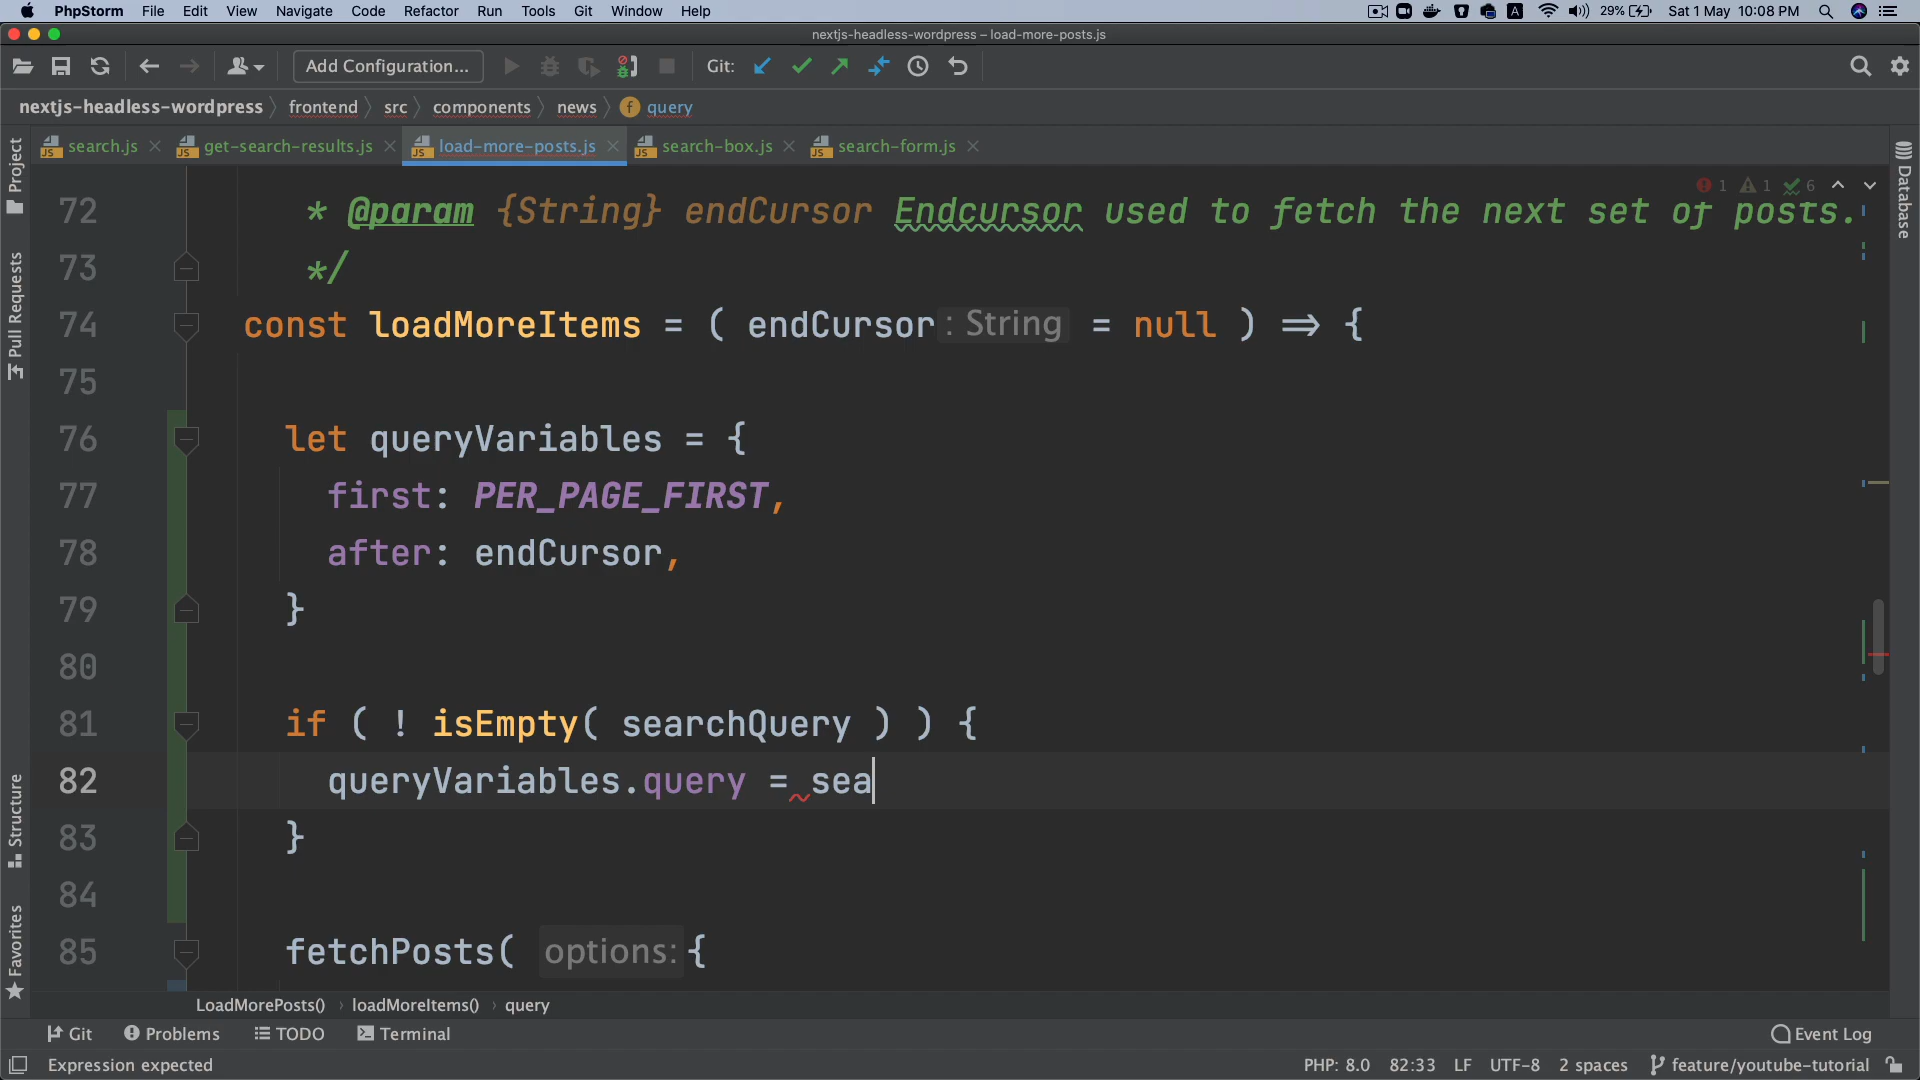 PhpStorm File Edit View Navigate Code Refactor Run Tools Git Window Help A 29% Sat 1 May 10:08 PM
nextjs-headless-wordpress – load-more-posts.js
Add Configuration... Git:
nextjs-headless-wordpress frontend src components news f query
search.js get-search-results.js load-more-posts.js search-box.js search-form.js
Project
Pull Requests
Structure
Favorites
Database
1 1 6
72 * @param {String} endCursor Endcursor used to fetch the next set of posts.
73 */
74 const loadMoreItems = ( endCursor : String = null ) => {
75
76 let queryVariables = {
77 first: PER_PAGE_FIRST,
78 after: endCursor,
79 }
80
81 if ( ! isEmpty( searchQuery ) ) {
82 queryVariables.query = sea
83 }
84
85 fetchPosts( options: {
LoadMorePosts() loadMoreItems() query
Git Problems TODO Terminal Event Log
Expression expected PHP: 8.0 82:33 LF UTF-8 2 spaces feature/youtube-tutorial